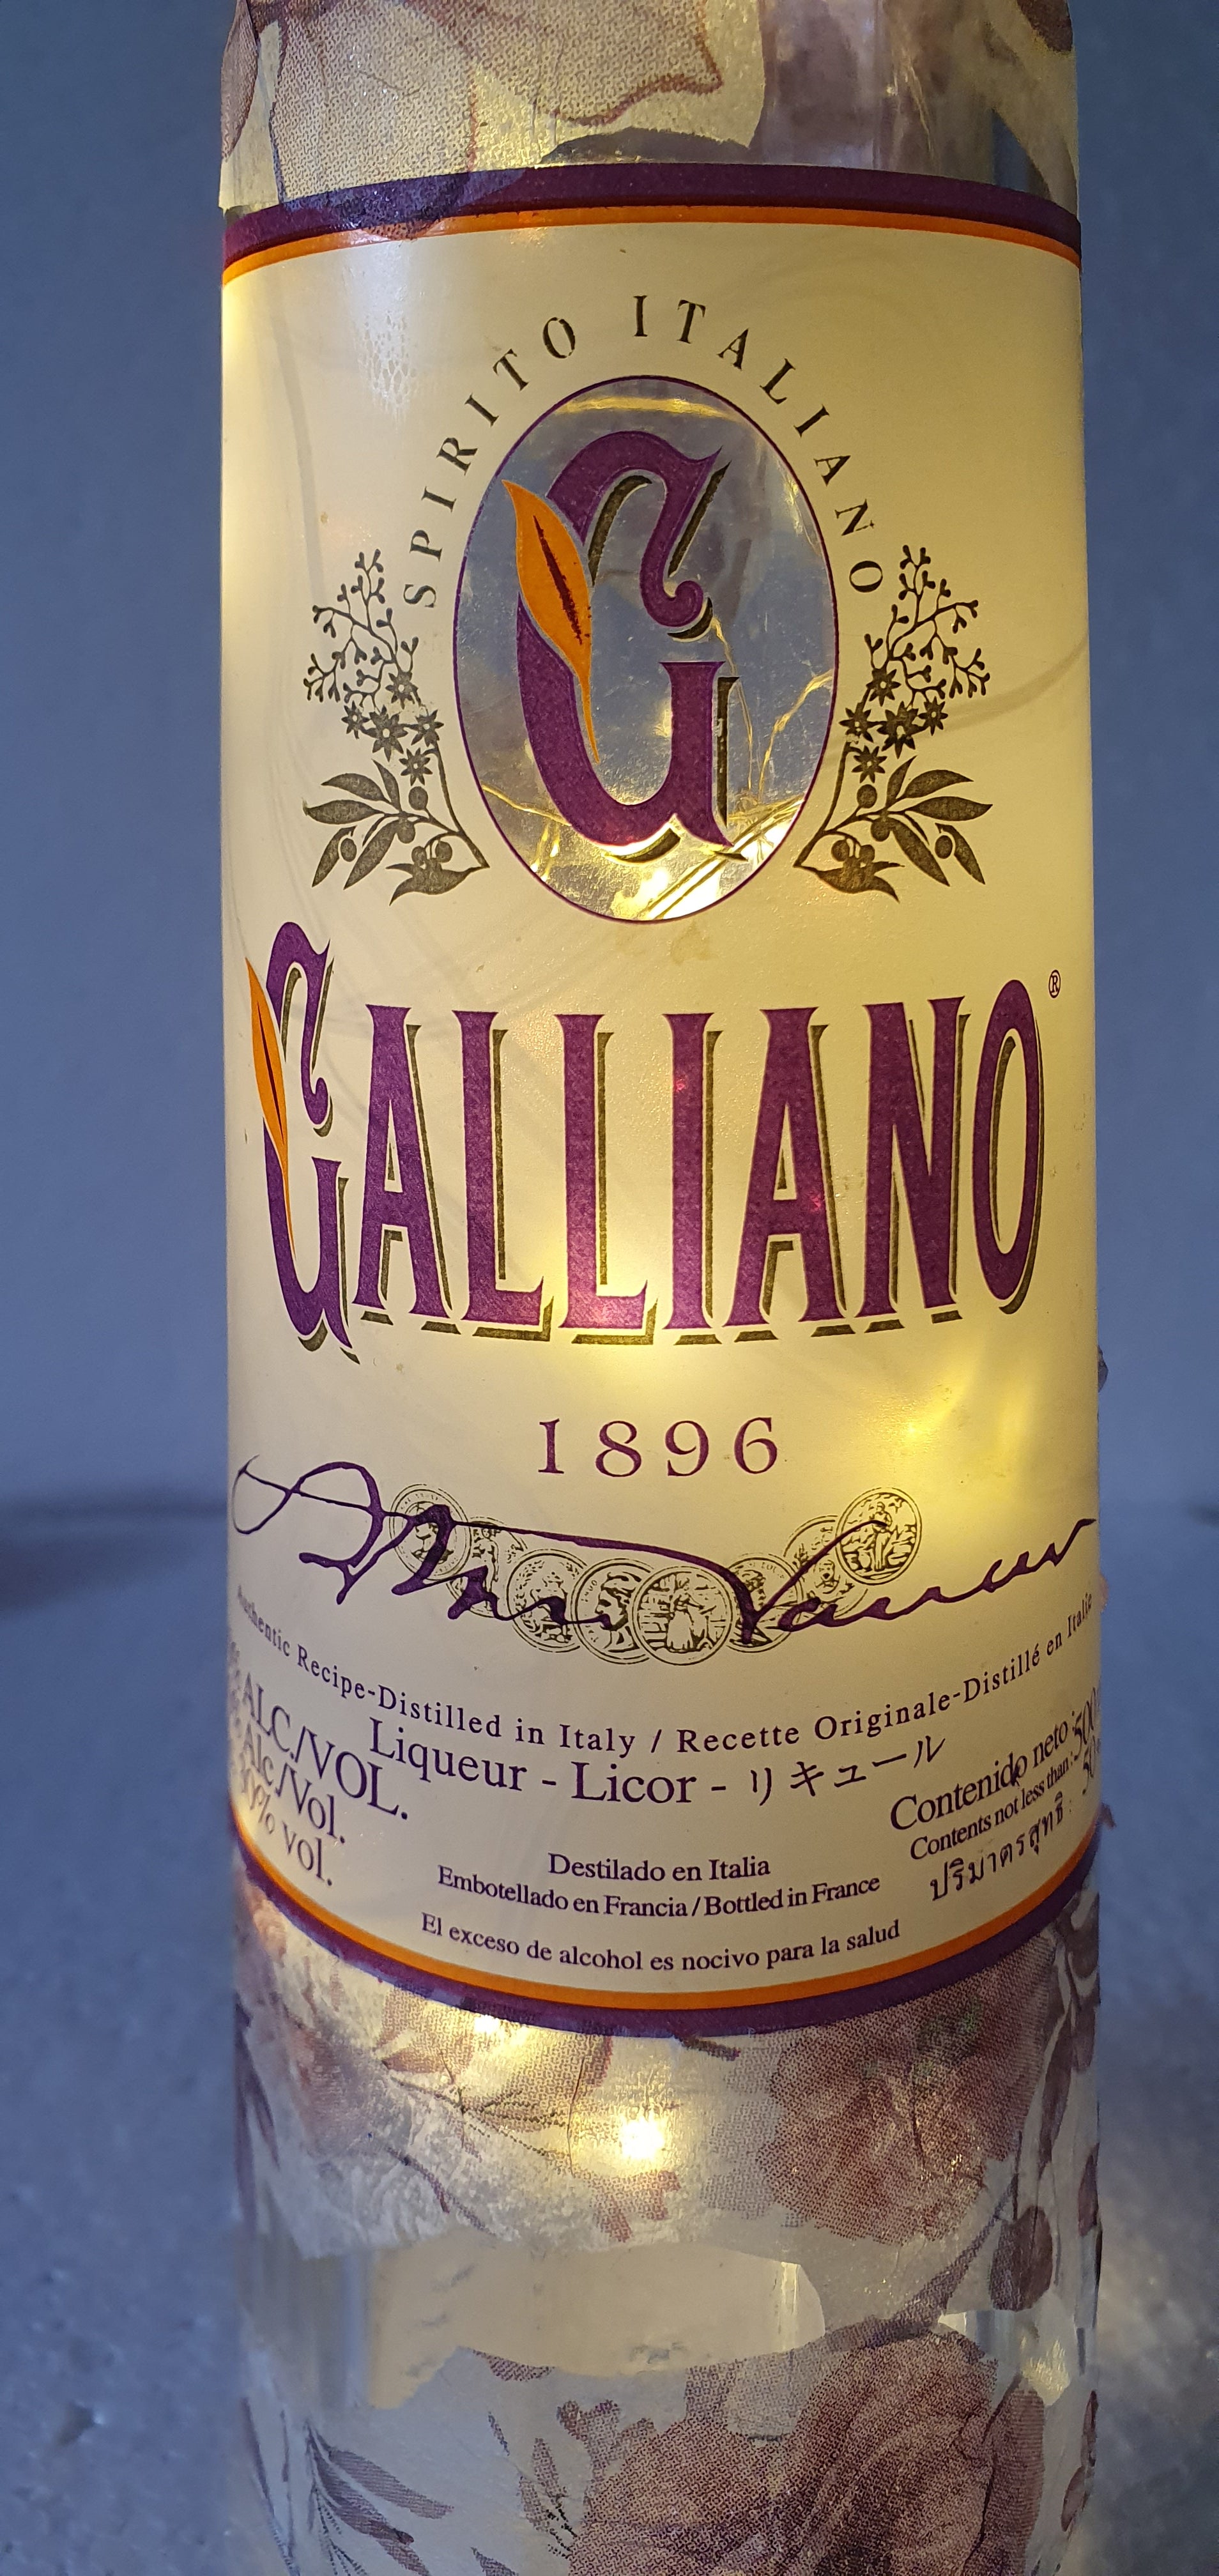 SPIRITO ITALIANO
G
GALLIANO®
1896
Authentic Recipe-Distilled in Italy / Recette Originale-Distillé en Italie
Liqueur - Licor - リキュール
ALC./VOL.
Alc./Vol.
30% vol.
Contenido neto:
Contents not less than:
ปริมาตรสุทธิ :
Destilado en Italia
Embotellado en Francia / Bottled in France
El exceso de alcohol es nocivo para la salud